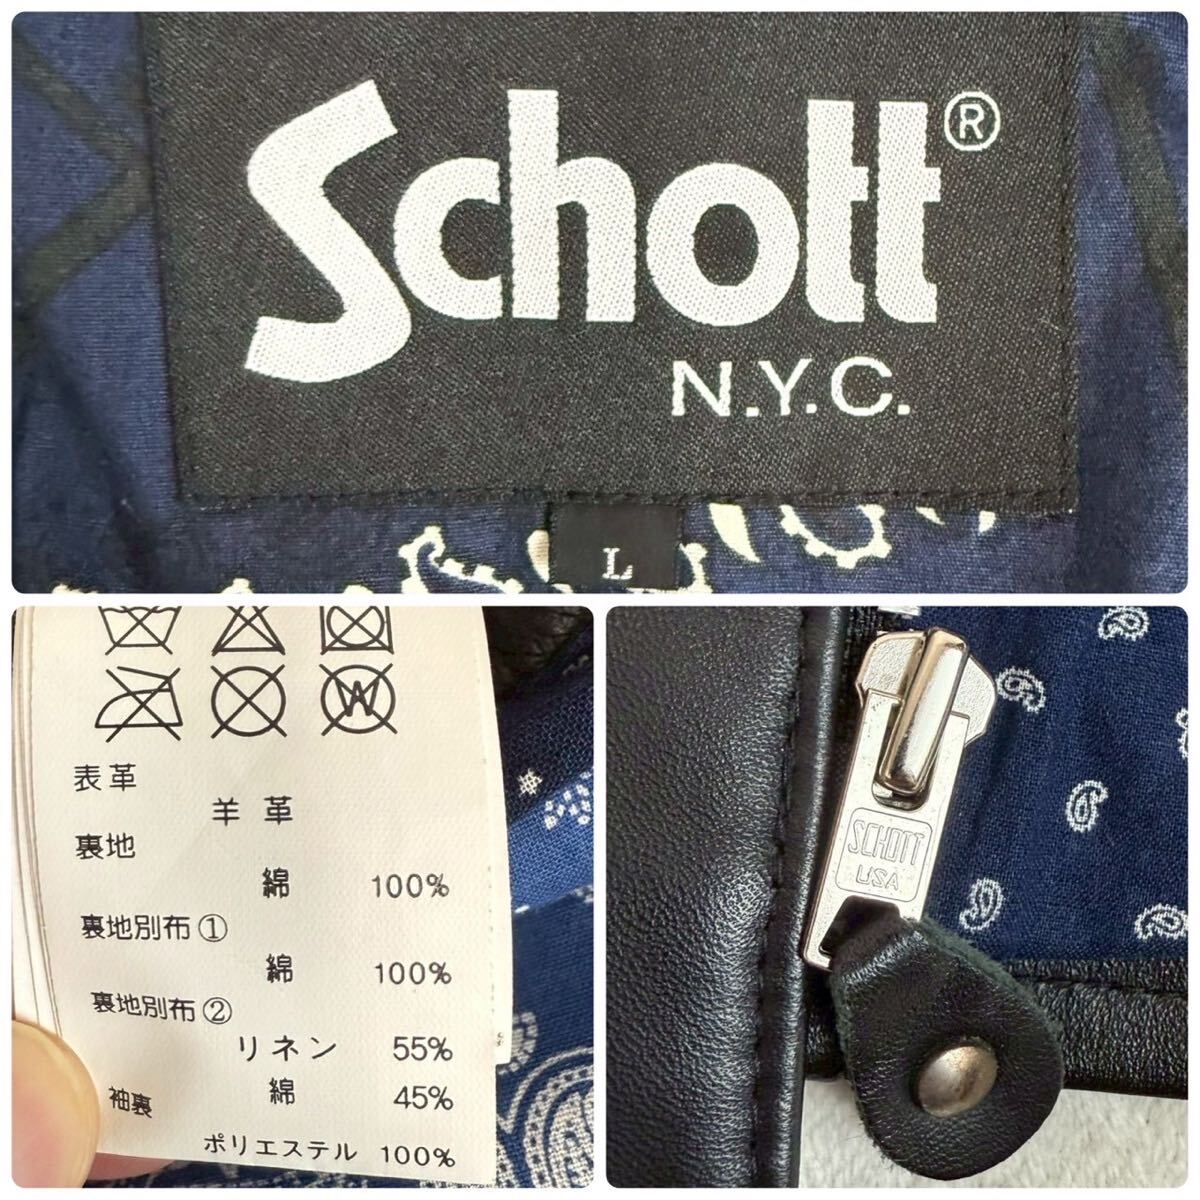 Schott®
N.Y.C.
L
W
表革
羊革
裏地
綿 100%
裏地別布①
綿 100%
裏地別布②
リネン 55%
綿 45%
袖裏
ポリエステル 100%
SCHOTT
USA